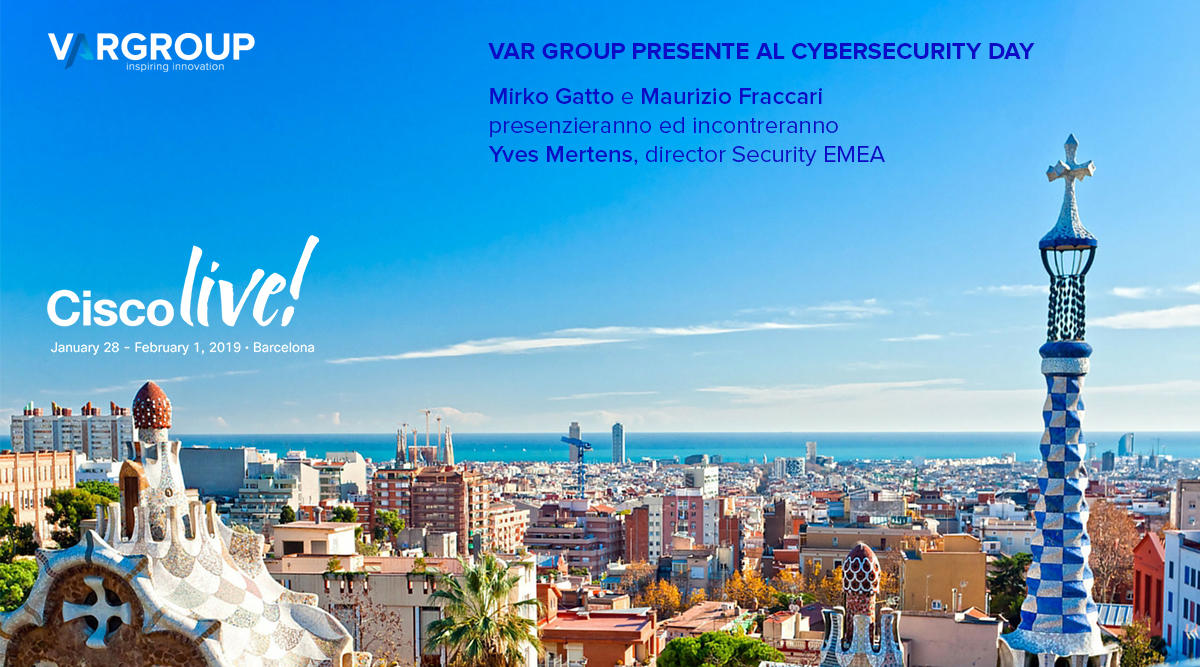 VARGROUP
inspiring innovation
VAR GROUP PRESENTE AL CYBERSECURITY DAY
Mirko Gatto e Maurizio Fraccari
presenzieranno ed incontreranno
Yves Mertens, director Security EMEA
Cisco live!
January 28 - February 1, 2019 • Barcelona